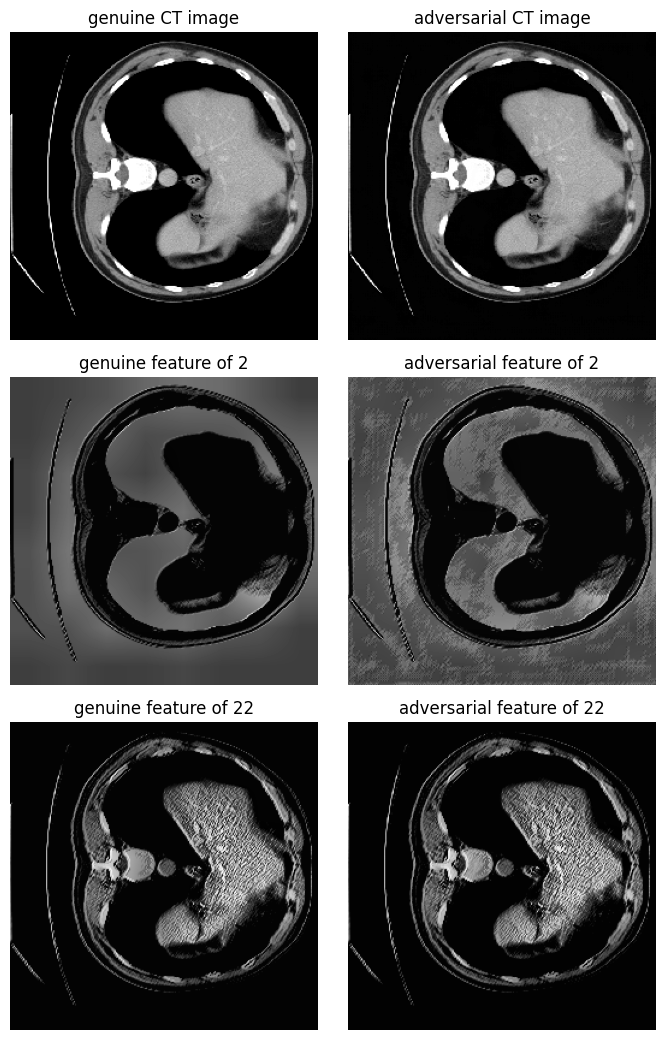 genuine CT image
adversarial CT image
genuine feature of 2
adversarial feature of 2
genuine feature of 22
adversarial feature of 22